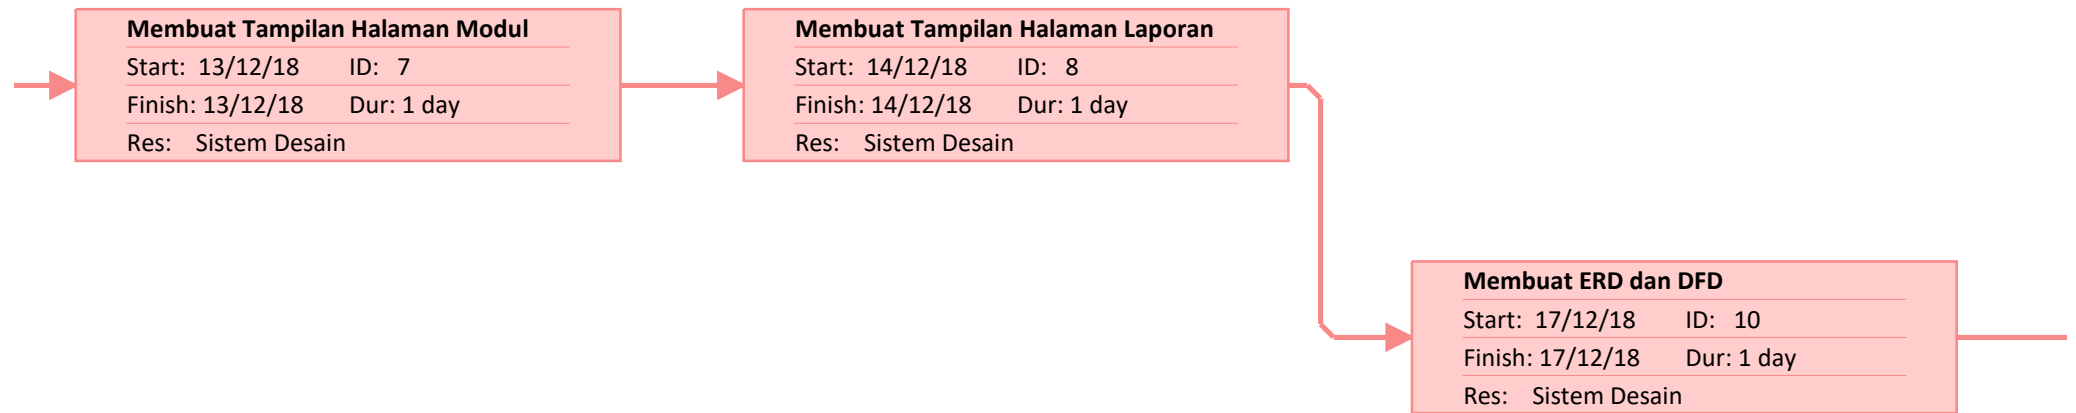 Membuat Tampilan Halaman Modul
Start: 13/12/18 ID: 7
Finish: 13/12/18 Dur: 1 day
Res: Sistem Desain
Membuat Tampilan Halaman Laporan
Start: 14/12/18 ID: 8
Finish: 14/12/18 Dur: 1 day
Res: Sistem Desain
Membuat ERD dan DFD
Start: 17/12/18 ID: 10
Finish: 17/12/18 Dur: 1 day
Res: Sistem Desain